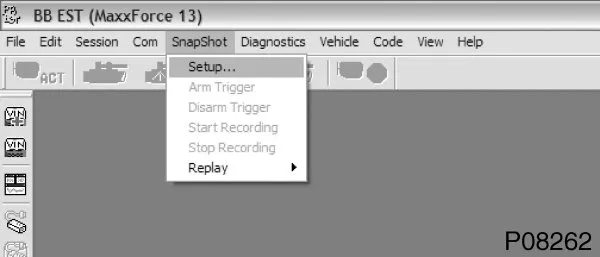 BB EST (MaxxForce 13)
File Edit Session Com SnapShot Diagnostics Vehicle Code View Help
ACT
Setup...
Arm Trigger
Disarm Trigger
Start Recording
Stop Recording
Replay
VIN
VIN
P08262